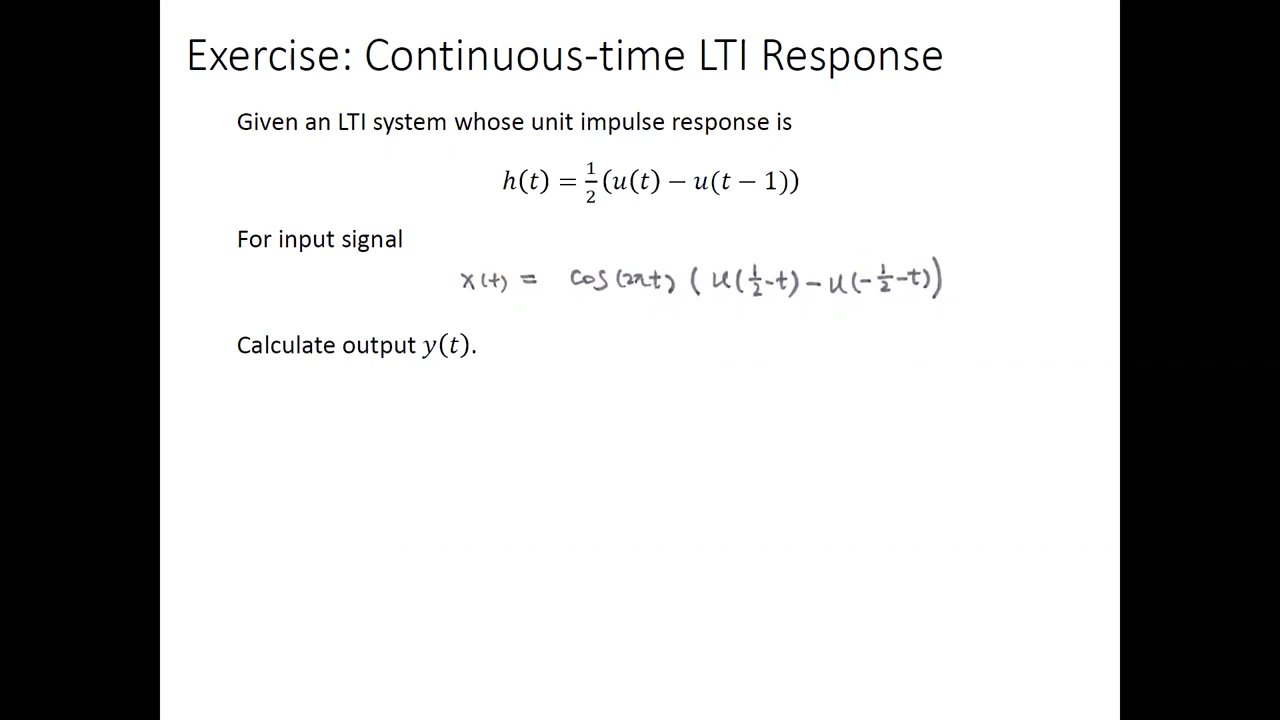 Exercise: Continuous-time LTI Response
Given an LTI system whose unit impulse response is
h(t) = 1/2 (u(t) − u(t − 1))
For input signal
x(t) = cos(2πt) ( u(1/2-t) - u(-1/2-t))
Calculate output y(t).